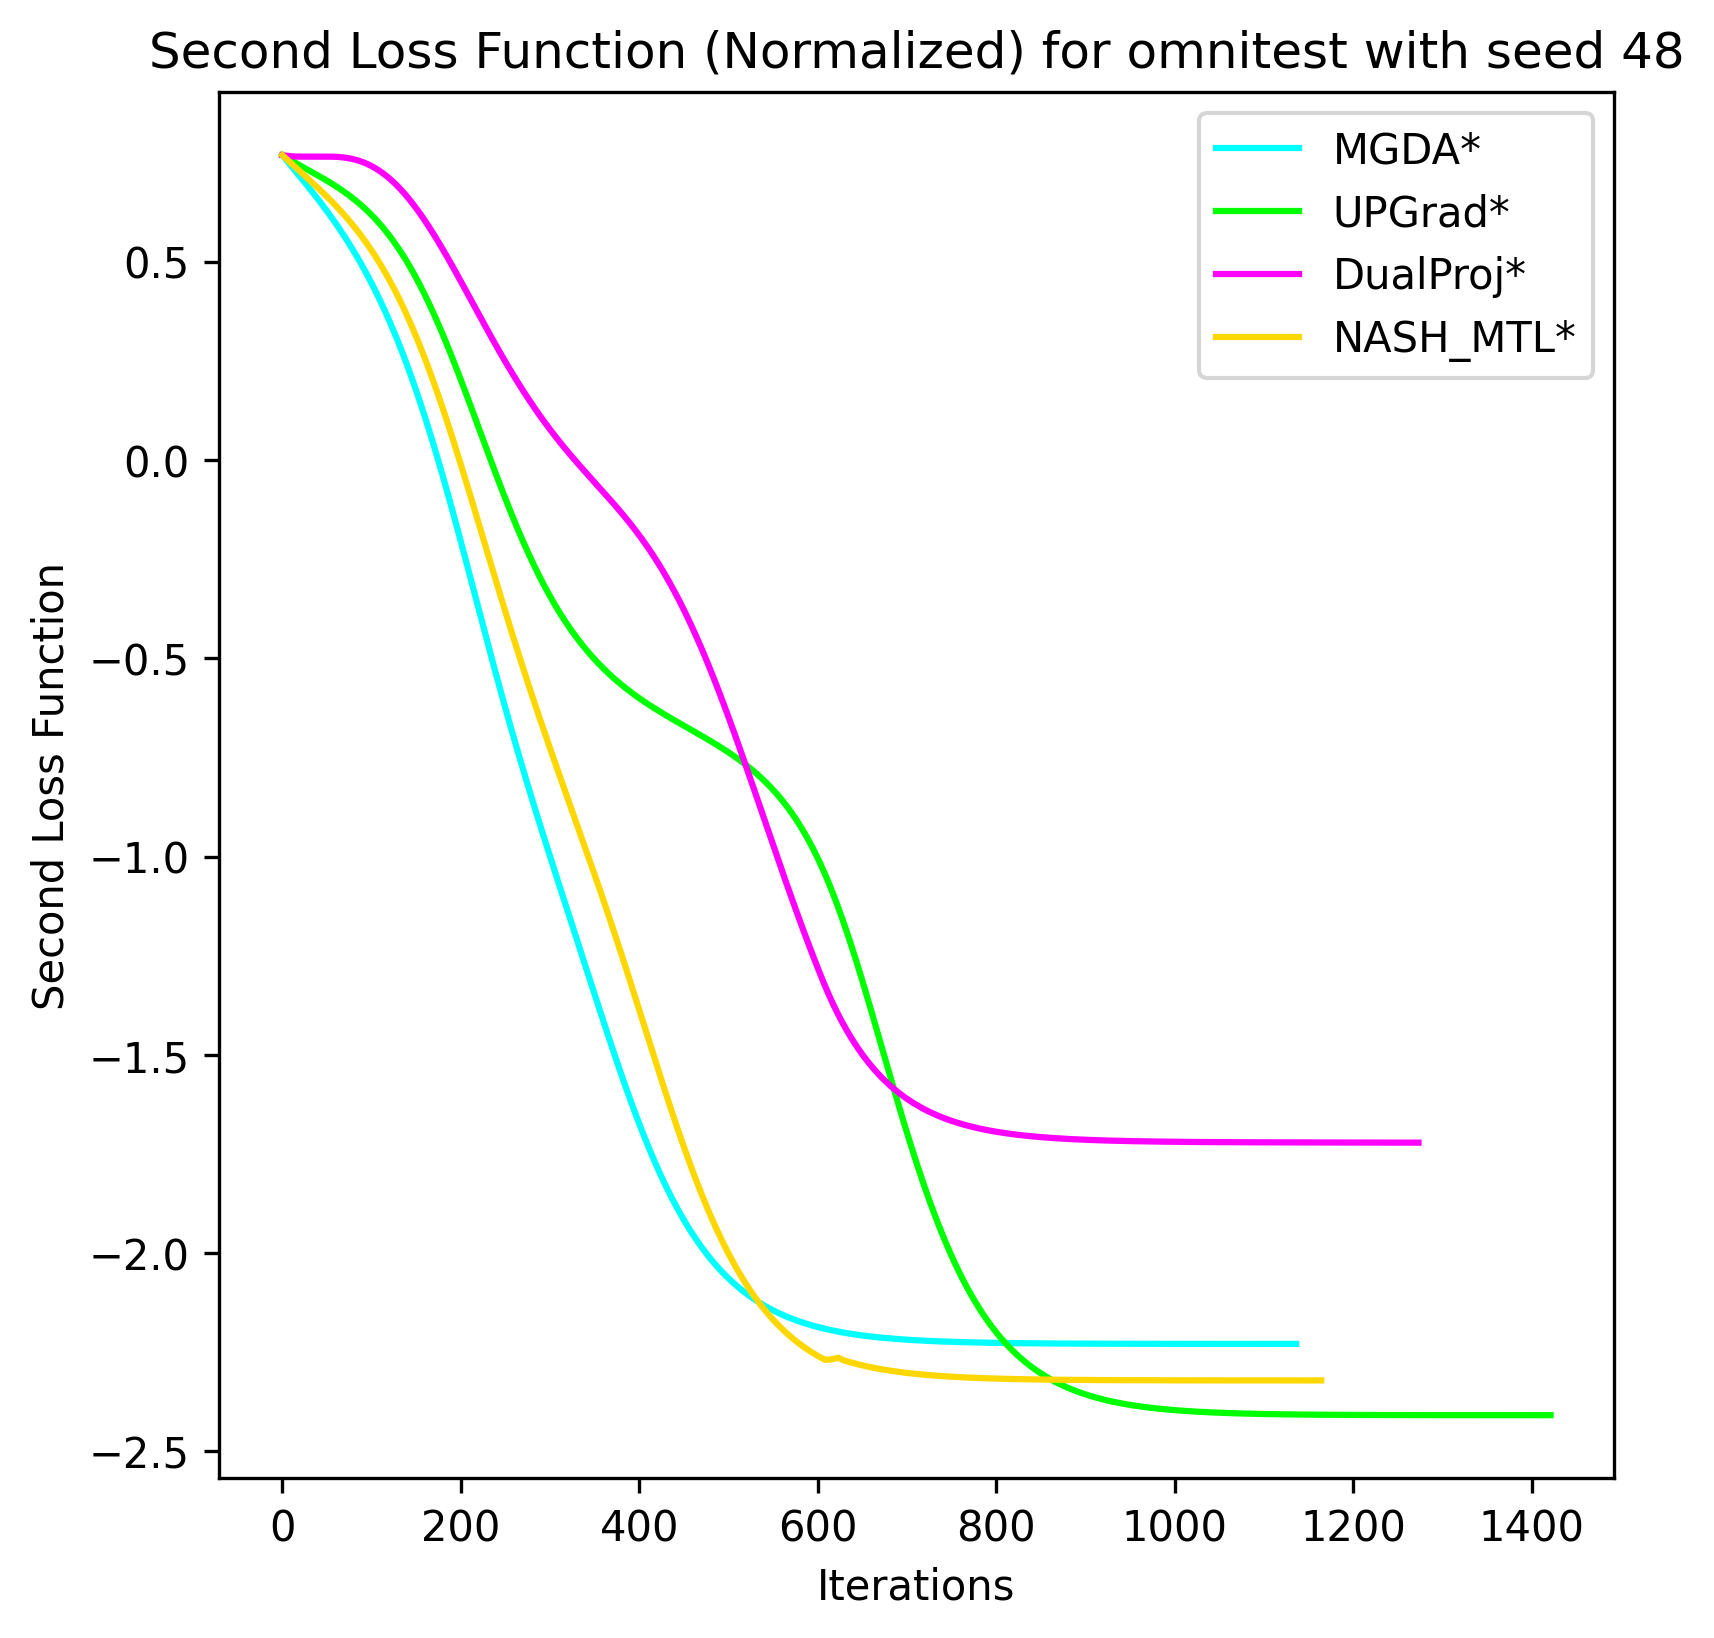 Second Loss Function (Normalized) for omnitest with seed 48
MGDA*
UPGrad*
DualProj*
NASH_MTL*
Second Loss Function
0.5
0.0
−0.5
−1.0
−1.5
−2.0
−2.5
0 200 400 600 800 1000 1200 1400
Iterations